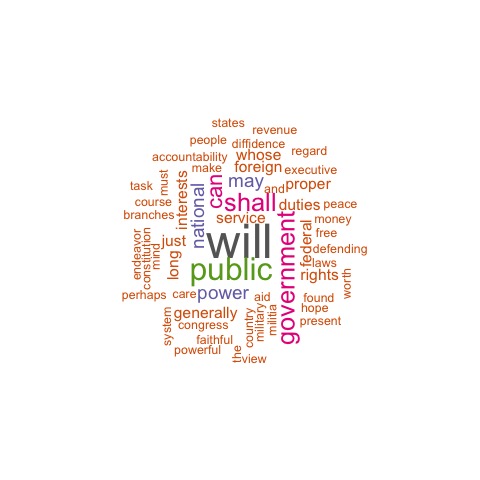 states
revenue
people
diffidence
accountability
whose
regard
make
foreign
executive
task
must
interests
national
can
may
and
proper
course
shall
duties
peace
branches
service
money
endeavor
constitution
mind
just
long
will
government
federal
free
defending
laws
public
rights
worth
perhaps
care
power
aid
found
generally
hope
system
congress
country
military
militia
present
faithful
powerful
the
view